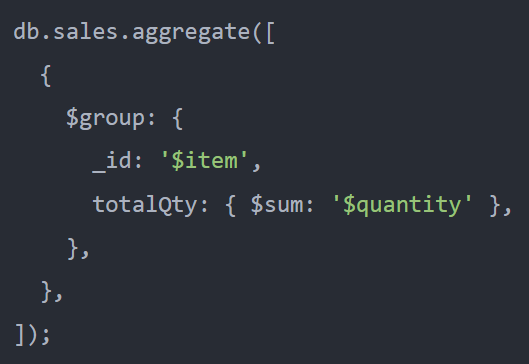 db.sales.aggregate([
  {
    $group: {
      _id: '$item',
      totalQty: { $sum: '$quantity' },
    },
  },
]);